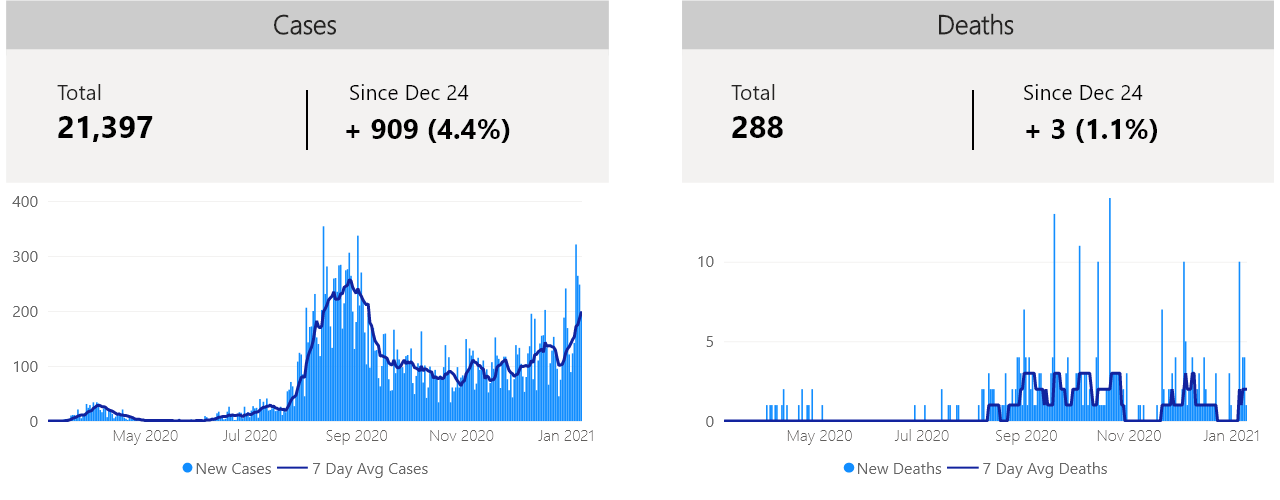 Cases
Total
21,397
Since Dec 24
+ 909 (4.4%)
400
300
200
100
0
May 2020
Jul 2020
Sep 2020
Nov 2020
Jan 2021
New Cases
7 Day Avg Cases
Deaths
Total
288
Since Dec 24
+ 3 (1.1%)
10
5
0
May 2020
Jul 2020
Sep 2020
Nov 2020
Jan 2021
New Deaths
7 Day Avg Deaths